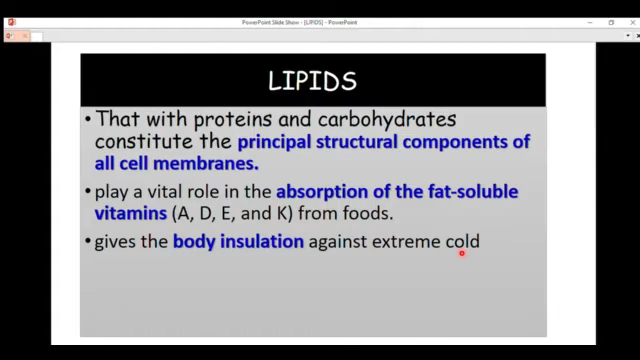 PowerPoint Slide Show - [LIPIDS] - PowerPoint
LIPIDS
• That with proteins and carbohydrates
constitute the principal structural components of
all cell membranes.
• play a vital role in the absorption of the fat-soluble
vitamins (A, D, E, and K) from foods.
• gives the body insulation against extreme cold